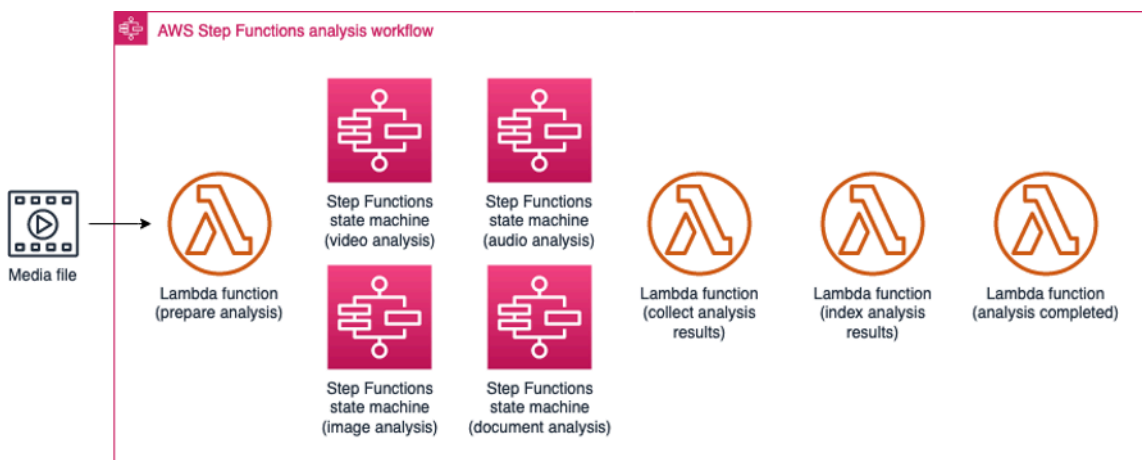 AWS Step Functions analysis workflow
Step Functions
state machine
(video analysis)
Step Functions
state machine
(audio analysis)
Media file
Lambda function
(prepare analysis)
Lambda function
(collect analysis
results)
Lambda function
(index analysis
results)
Lambda function
(analysis completed)
Step Functions
state machine
(image analysis)
Step Functions
state machine
(document analysis)